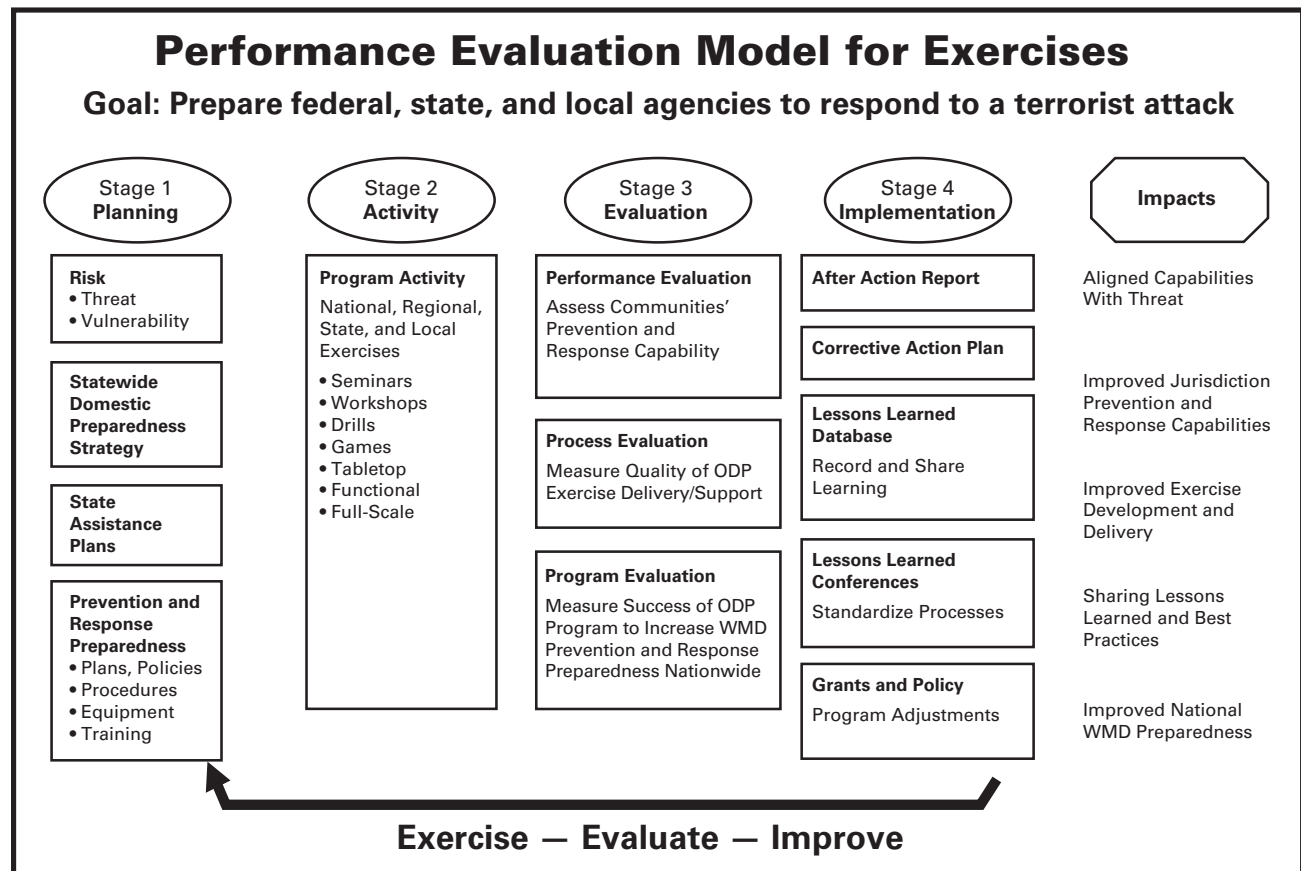 Performance Evaluation Model for Exercises
Goal: Prepare federal, state, and local agencies to respond to a terrorist attack
Stage 1
Planning
Risk
• Threat
• Vulnerability
Statewide
Domestic
Preparedness
Strategy
State
Assistance
Plans
Prevention and
Response
Preparedness
• Plans, Policies
• Procedures
• Equipment
• Training
Stage 2
Activity
Program Activity
National, Regional,
State, and Local
Exercises
• Seminars
• Workshops
• Drills
• Games
• Tabletop
• Functional
• Full-Scale
Stage 3
Evaluation
Performance Evaluation
Assess Communities’
Prevention and
Response Capability
Process Evaluation
Measure Quality of ODP
Exercise Delivery/Support
Program Evaluation
Measure Success of ODP
Program to Increase WMD
Prevention and Response
Preparedness Nationwide
Stage 4
Implementation
After Action Report
Corrective Action Plan
Lessons Learned
Database
Record and Share
Learning
Lessons Learned
Conferences
Standardize Processes
Grants and Policy
Program Adjustments
Impacts
Aligned Capabilities
With Threat
Improved Jurisdiction
Prevention and
Response Capabilities
Improved Exercise
Development and
Delivery
Sharing Lessons
Learned and Best
Practices
Improved National
WMD Preparedness
Exercise — Evaluate — Improve